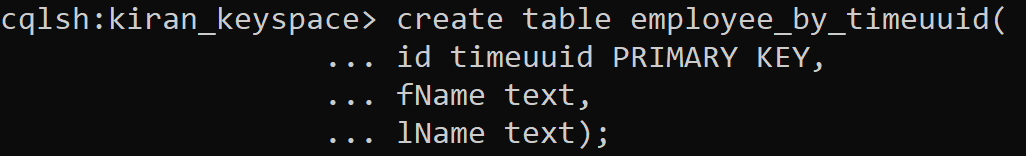 cqlsh:kiran_keyspace> create table employee_by_timeuuid(
... id timeuuid PRIMARY KEY,
... fName text,
... lName text);